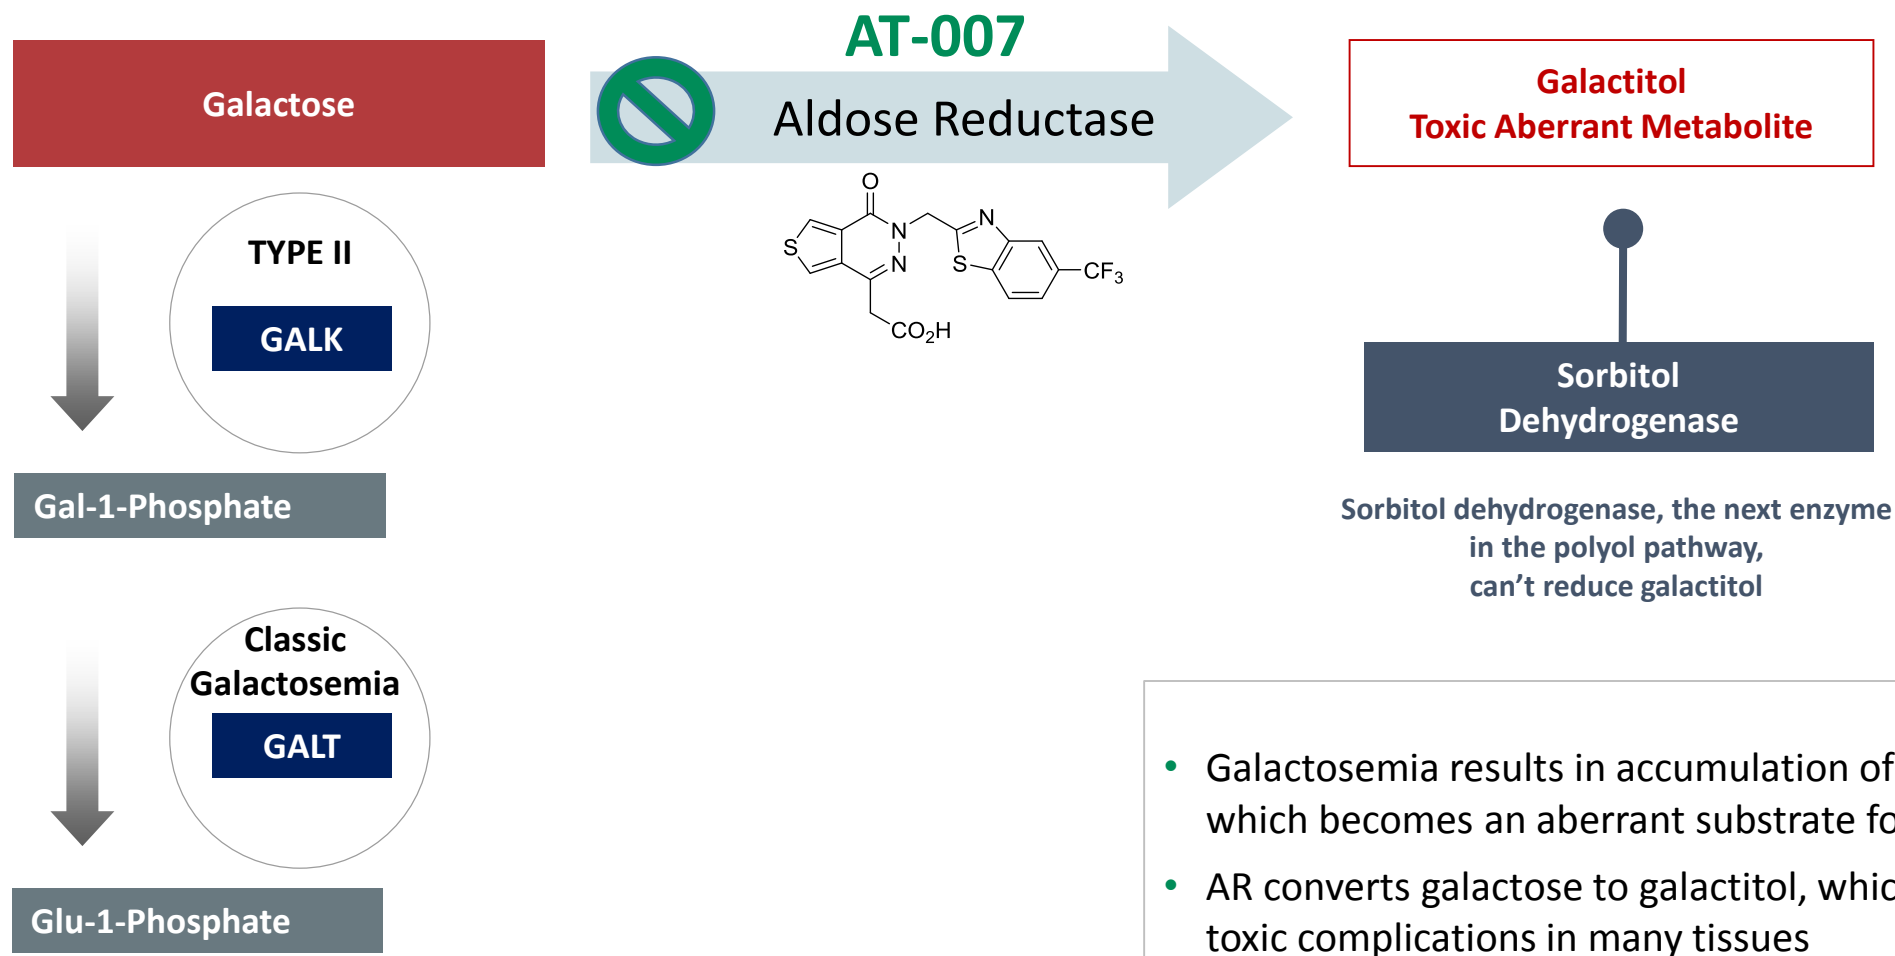 AT-007
Galactose
Aldose Reductase
Galactitol
Toxic Aberrant Metabolite
O
N
N
S
N
S
CF3
CO2H
TYPE II
GALK
Sorbitol
Dehydrogenase
Gal-1-Phosphate
Sorbitol dehydrogenase, the next enzyme
in the polyol pathway,
can’t reduce galactitol
Classic
Galactosemia
GALT
• Galactosemia results in accumulation of
which becomes an aberrant substrate
• AR converts galactose to galactitol,
toxic complications in many tissues
Glu-1-Phosphate